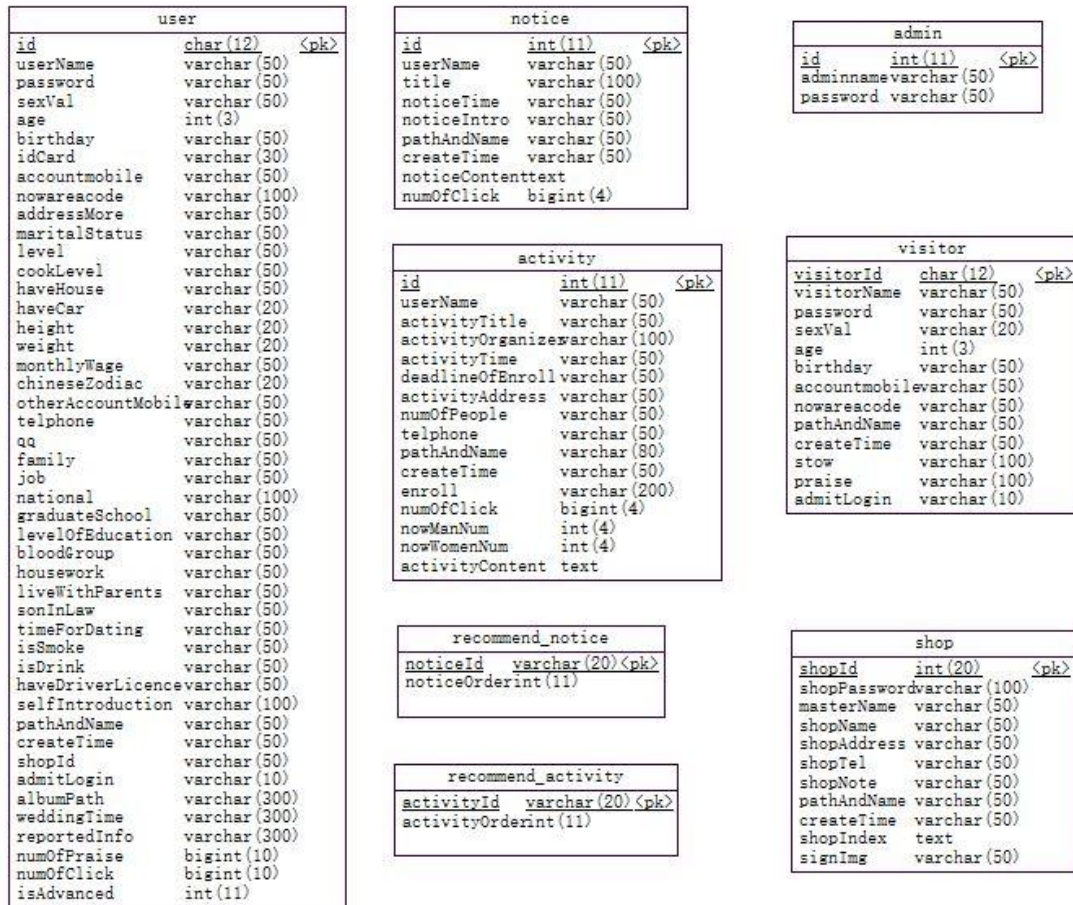 user
id char(12) <pk>
userName varchar(50)
password varchar(50)
sexVal varchar(50)
age int(3)
birthday varchar(50)
idCard varchar(30)
accountmobile varchar(50)
nowareacode varchar(100)
addressMore varchar(50)
maritalStatus varchar(50)
level varchar(50)
cookLevel varchar(50)
haveHouse varchar(50)
haveCar varchar(20)
height varchar(20)
weight varchar(20)
monthlyWage varchar(50)
chineseZodiac varchar(20)
otherAccountMobilevarchar(50)
telphone varchar(50)
qq varchar(50)
family varchar(50)
job varchar(50)
national varchar(100)
graduateSchool varchar(50)
levelOfEducation varchar(50)
bloodGroup varchar(50)
housework varchar(50)
liveWithParents varchar(50)
sonInLaw varchar(50)
timeForDating varchar(50)
isSmoke varchar(50)
isDrink varchar(50)
haveDriverLicencevarchar(50)
selfIntroduction varchar(100)
pathAndName varchar(50)
createTime varchar(50)
shopId varchar(50)
admitLogin varchar(10)
albumPath varchar(300)
weddingTime varchar(300)
reportedInfo varchar(300)
numOfPraise bigint(10)
numOfClick bigint(10)
isAdvanced int(11)
notice
id int(11) <pk>
userName varchar(50)
title varchar(100)
noticeTime varchar(50)
noticeIntro varchar(50)
pathAndName varchar(50)
createTime varchar(50)
noticeContenttext
numOfClick bigint(4)
activity
id int(11) <pk>
userName varchar(50)
activityTitle varchar(50)
activityOrganizervarchar(100)
activityTime varchar(50)
deadlineOfEnroll varchar(50)
activityAddress varchar(50)
numOfPeople varchar(50)
telphone varchar(50)
pathAndName varchar(80)
createTime varchar(50)
enroll varchar(200)
numOfClick bigint(4)
nowManNum int(4)
nowWomenNum int(4)
activityContent text
recommend_notice
noticeId varchar(20)<pk>
noticeOrderint(11)
recommend_activity
activityId varchar(20)<pk>
activityOrderint(11)
admin
id int(11) <pk>
adminnamevarchar(50)
password varchar(50)
visitor
visitorId char(12) <pk>
visitorName varchar(50)
password varchar(50)
sexVal varchar(20)
age int(3)
birthday varchar(50)
accountmobilevarchar(50)
nowareacode varchar(50)
pathAndName varchar(50)
createTime varchar(50)
stow varchar(100)
praise varchar(100)
admitLogin varchar(10)
shop
shopId int(20) <pk>
shopPasswordvarchar(100)
masterName varchar(50)
shopName varchar(50)
shopAddress varchar(50)
shopTel varchar(50)
shopNote varchar(50)
pathAndName varchar(50)
createTime varchar(50)
shopIndex text
signImg varchar(50)